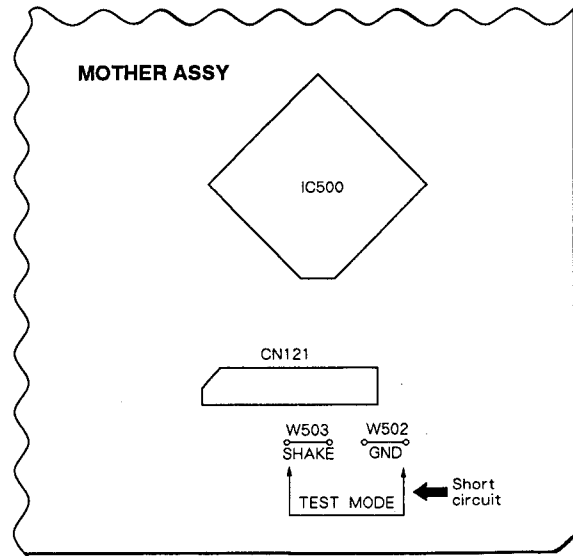 MOTHER ASSY
IC500
CN121
W503 W502
SHAKE GND
TEST MODE
Short
circuit